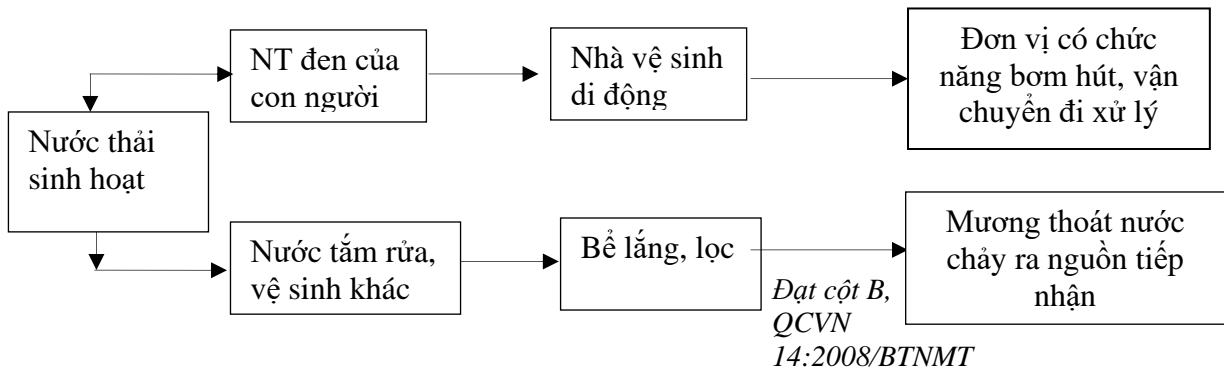 Nước thải
sinh hoạt
NT đen của
con người
Nhà vệ sinh
di động
Đơn vị có chức
năng bơm hút, vận
chuyển đi xử lý
Nước tắm rửa,
vệ sinh khác
Bể lắng, lọc
Đạt cột B,
QCVN
14:2008/BTNMT
Mương thoát nước
chảy ra nguồn tiếp
nhận